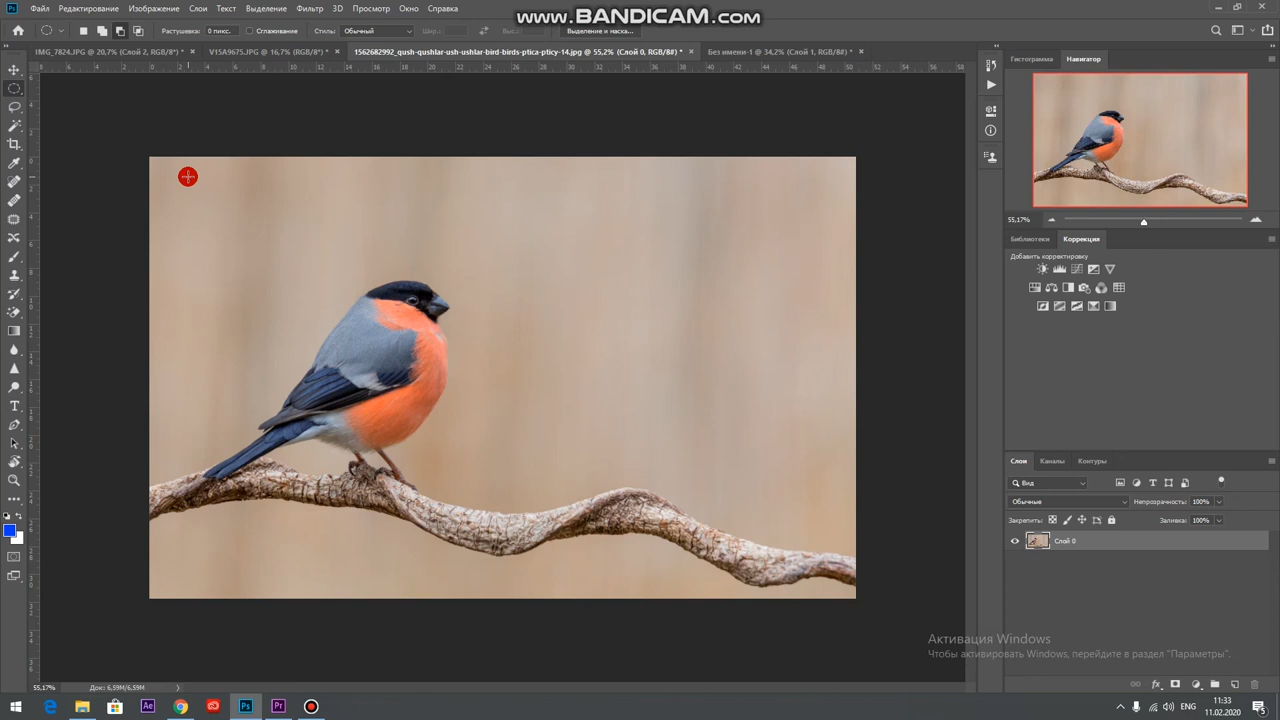 Файл Редактирование Изображение Слои Текст Выделение Фильтр 3D Просмотр Окно Справка
www.BANDICAM.com
Растушевка: 0 пикс. Сглаживание Стиль: Обычный Шир.: Выс.: Выделение и маска...
IMG_7824.JPG @ 20,7% (Слой 2, RGB/8*) * V15A9675.JPG @ 16,7% (RGB/8*) * 1562682992_qush-qushlar-ush-ushlar-bird-birds-ptica-pticy-14.jpg @ 55,2% (Слой 0, RGB/8#) * Без имени-1 @ 34,2% (Слой 1, RGB/8#) *
Гистограмма Навигатор
55,17%
Библиотеки Коррекция
Добавить корректировку
Слои Каналы Контуры
Вид
Обычные Непрозрачность: 100%
Закрепить: Заливка: 100%
Слой 0
Активация Windows
Чтобы активировать Windows, перейдите в раздел "Параметры".
55,17% Док: 6,59M/6,59M
ENG 11:33
11.02.2020